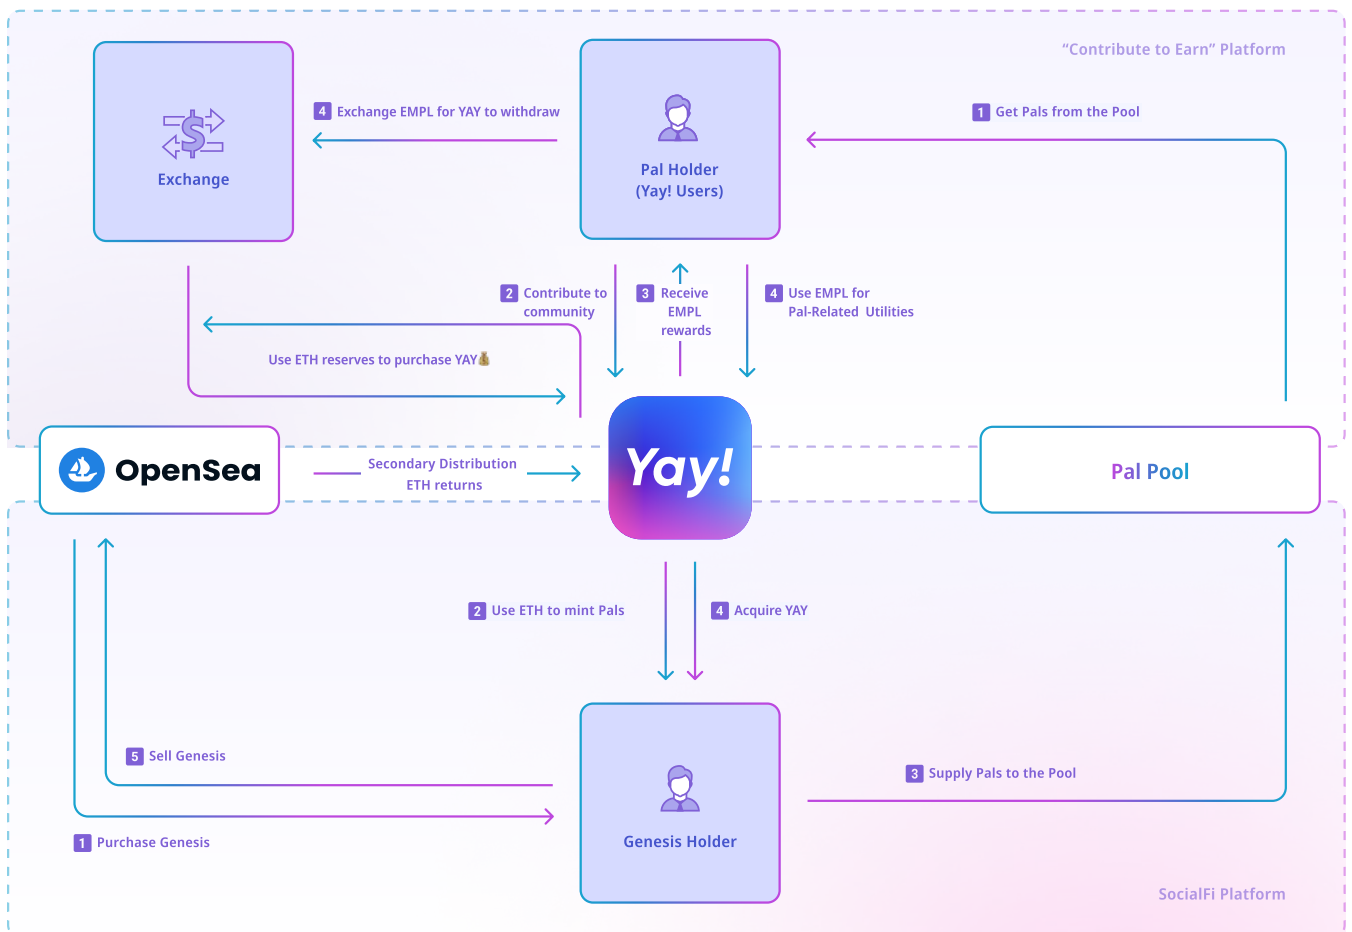 “Contribute to Earn” Platform
4 Exchange EMPL for YAY to withdraw
1 Get Pals from the Pool
Exchange
Pal Holder
(Yay! Users)
2 Contribute to
community
3 Receive
EMPL
rewards
4 Use EMPL for
Pal-Related Utilities
Use ETH reserves to purchase YAY💰
OpenSea
Secondary Distribution
ETH returns
Yay!
Pal Pool
2 Use ETH to mint Pals
4 Acquire YAY
5 Sell Genesis
3 Supply Pals to the Pool
1 Purchase Genesis
Genesis Holder
SocialFi Platform